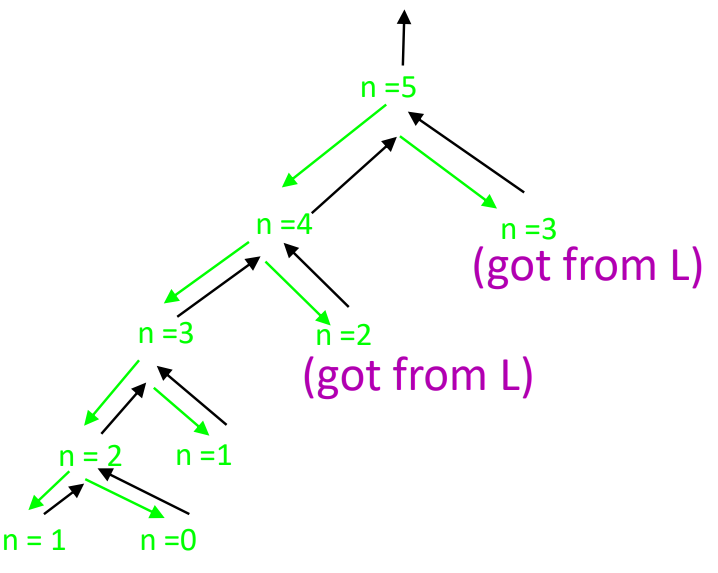 n =5
n =4
n =3
(got from L)
n =3
n =2
(got from L)
n = 2
n =1
n = 1
n =0